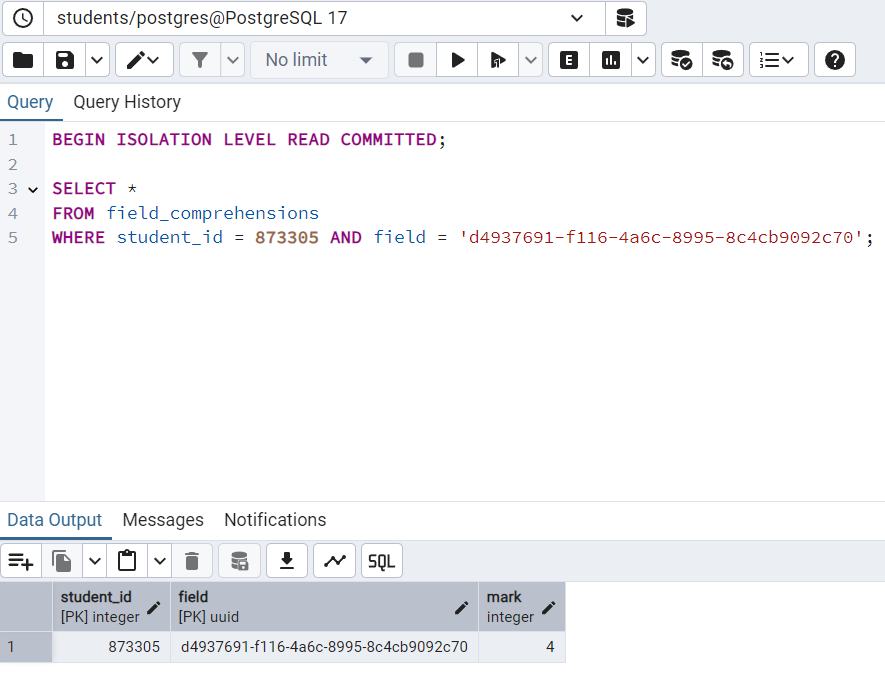 students/postgres@PostgreSQL 17
No limit
E
Query Query History
1 BEGIN ISOLATION LEVEL READ COMMITTED;
2
3 SELECT *
4 FROM field_comprehensions
5 WHERE student_id = 873305 AND field = 'd4937691-f116-4a6c-8995-8c4cb9092c70';
Data Output Messages Notifications
SQL
student_id field mark
[PK] integer [PK] uuid integer
1 873305 d4937691-f116-4a6c-8995-8c4cb9092c70 4